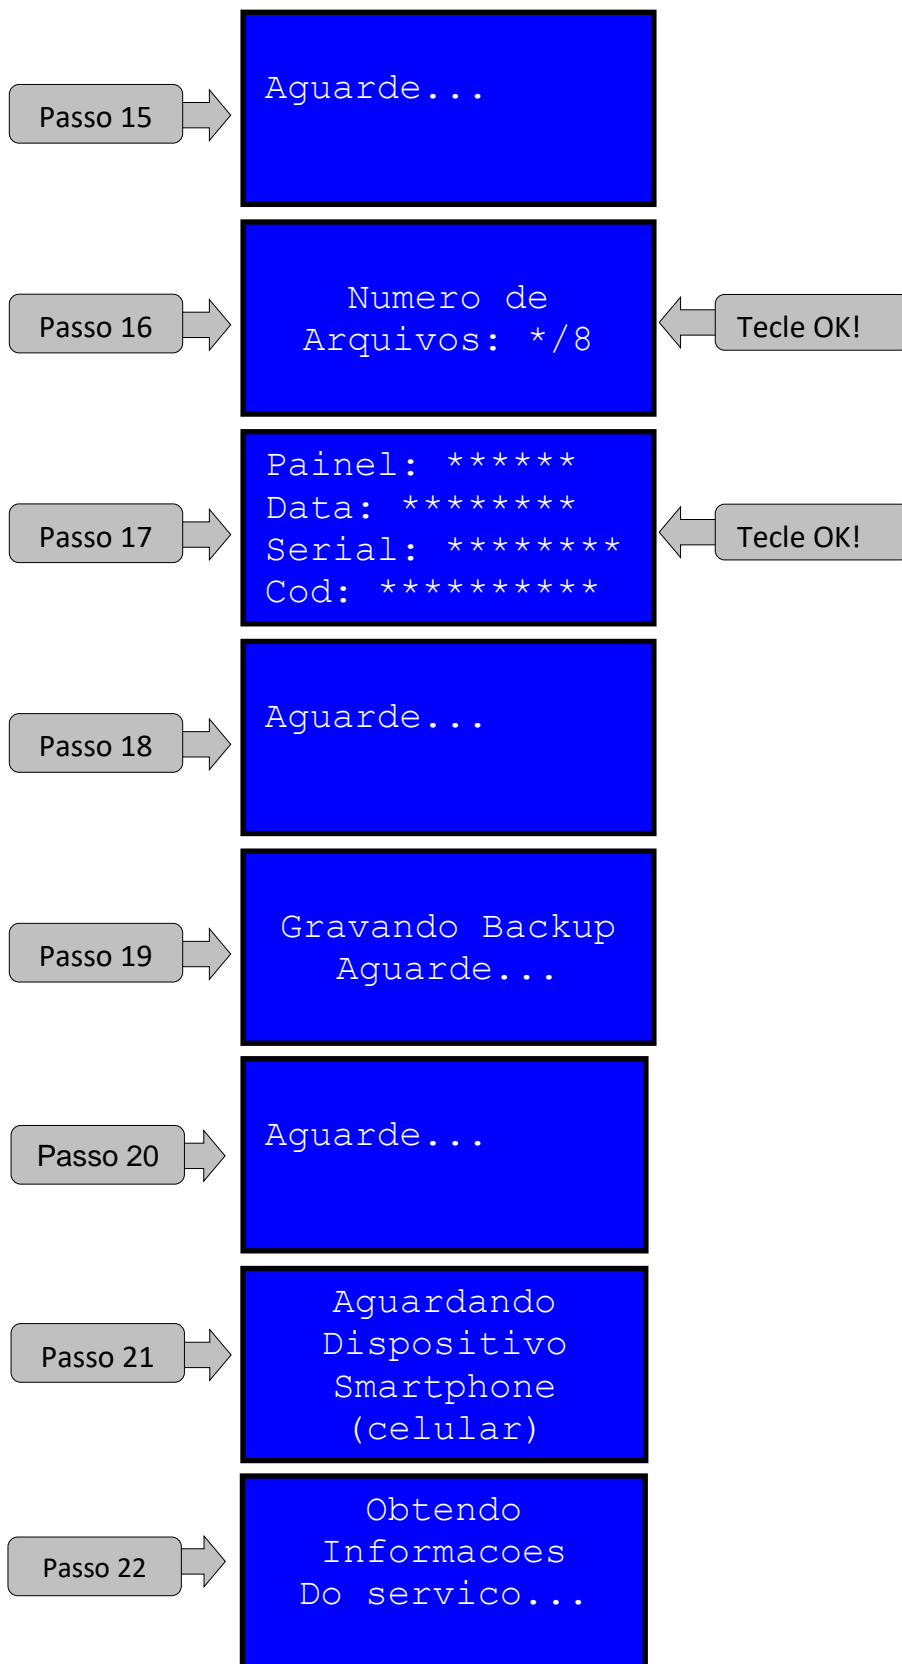 Passo 15
Aguarde...
Passo 16
Numero de
Arquivos: */8
Tecle OK!
Passo 17
Painel: ******
Data: ********
Serial: ********
Cod: **********
Tecle OK!
Passo 18
Aguarde...
Passo 19
Gravando Backup
Aguarde...
Passo 20
Aguarde...
Passo 21
Aguardando
Dispositivo
Smartphone
(celular)
Passo 22
Obtendo
Informacoes
Do servico...